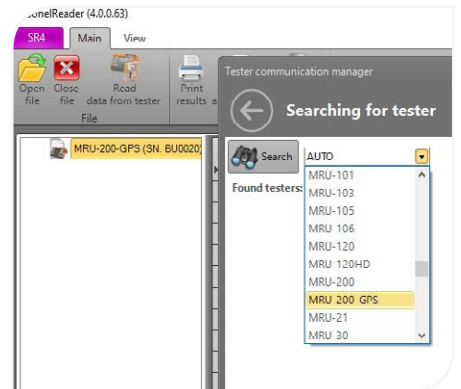 SonelReader (4.0.0.63)
SR4 Main View
Open file
Close file
Read data from tester
Print results
File
Tester communication manager
Searching for tester
MRU-200-GPS (SN. BU0020)
Search
AUTO
Found testers:
MRU-101
MRU-103
MRU-105
MRU 106
MRU-120
MRU 120HD
MRU-200
MRU 200 GPS
MRU-21
MRU 30